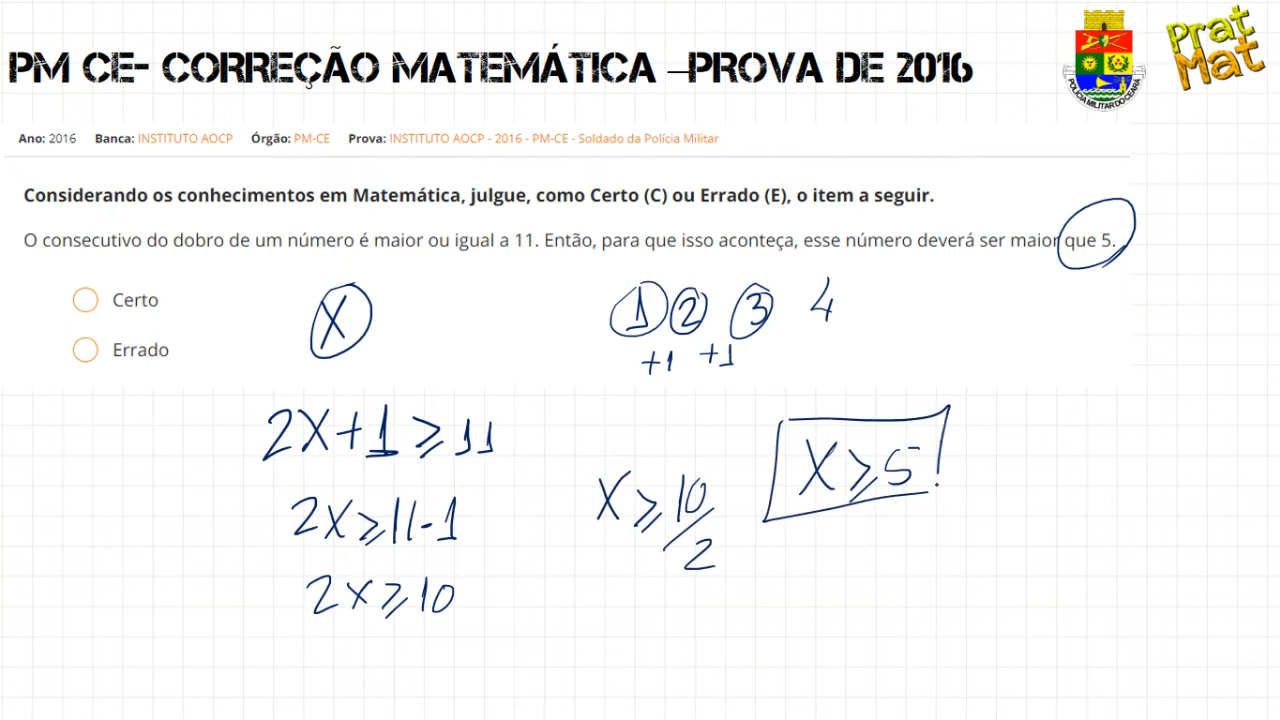 PM CE- CORREÇÃO MATEMÁTICA –PROVA DE 2016
Prat
Mat
POLÍCIA MILITAR DO CEARÁ
Ano: 2016 Banca: INSTITUTO AOCP Órgão: PM-CE Prova: INSTITUTO AOCP - 2016 - PM-CE - Soldado da Polícia Militar
Considerando os conhecimentos em Matemática, julgue, como Certo (C) ou Errado (E), o item a seguir.
O consecutivo do dobro de um número é maior ou igual a 11. Então, para que isso aconteça, esse número deverá ser maior que 5.
Certo
Errado
X
1 2 3 4
+1 +1
2X+1 ≥ 11
2X ≥ 11-1
2X ≥ 10
X ≥ 10/2
X ≥ 5!